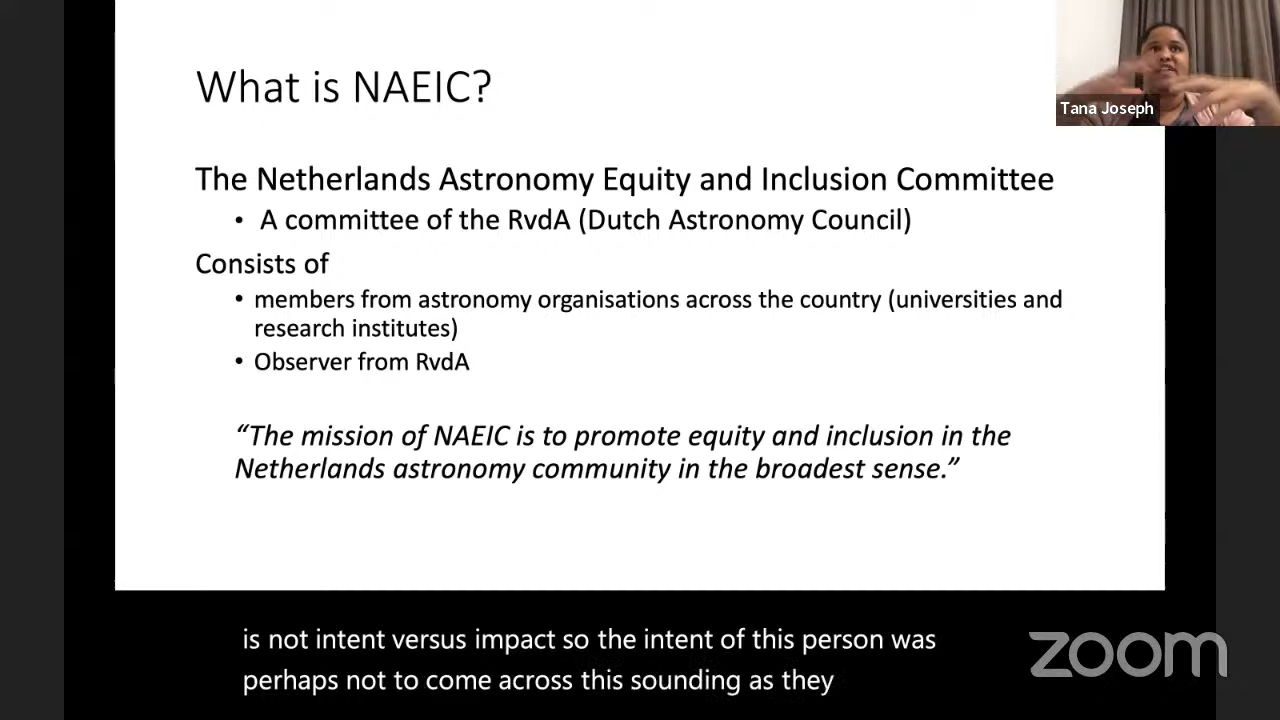 What is NAEIC?
Tana Joseph
The Netherlands Astronomy Equity and Inclusion Committee
• A committee of the RvdA (Dutch Astronomy Council)
Consists of
• members from astronomy organisations across the country (universities and
research institutes)
• Observer from RvdA
“The mission of NAEIC is to promote equity and inclusion in the
Netherlands astronomy community in the broadest sense.”
is not intent versus impact so the intent of this person was
perhaps not to come across this sounding as they
zoom